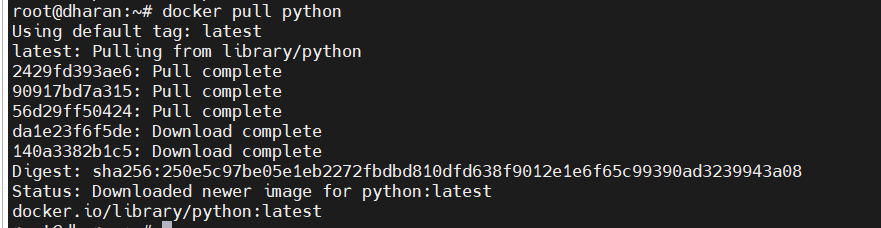 root@dharan:~# docker pull python
Using default tag: latest
latest: Pulling from library/python
2429fd393ae6: Pull complete
90917bd7a315: Pull complete
56d29ff50424: Pull complete
da1e23f6f5de: Download complete
140a3382b1c5: Download complete
Digest: sha256:250e5c97be05e1eb2272fbdbd810dfd638f9012e1e6f65c99390ad3239943a08
Status: Downloaded newer image for python:latest
docker.io/library/python:latest